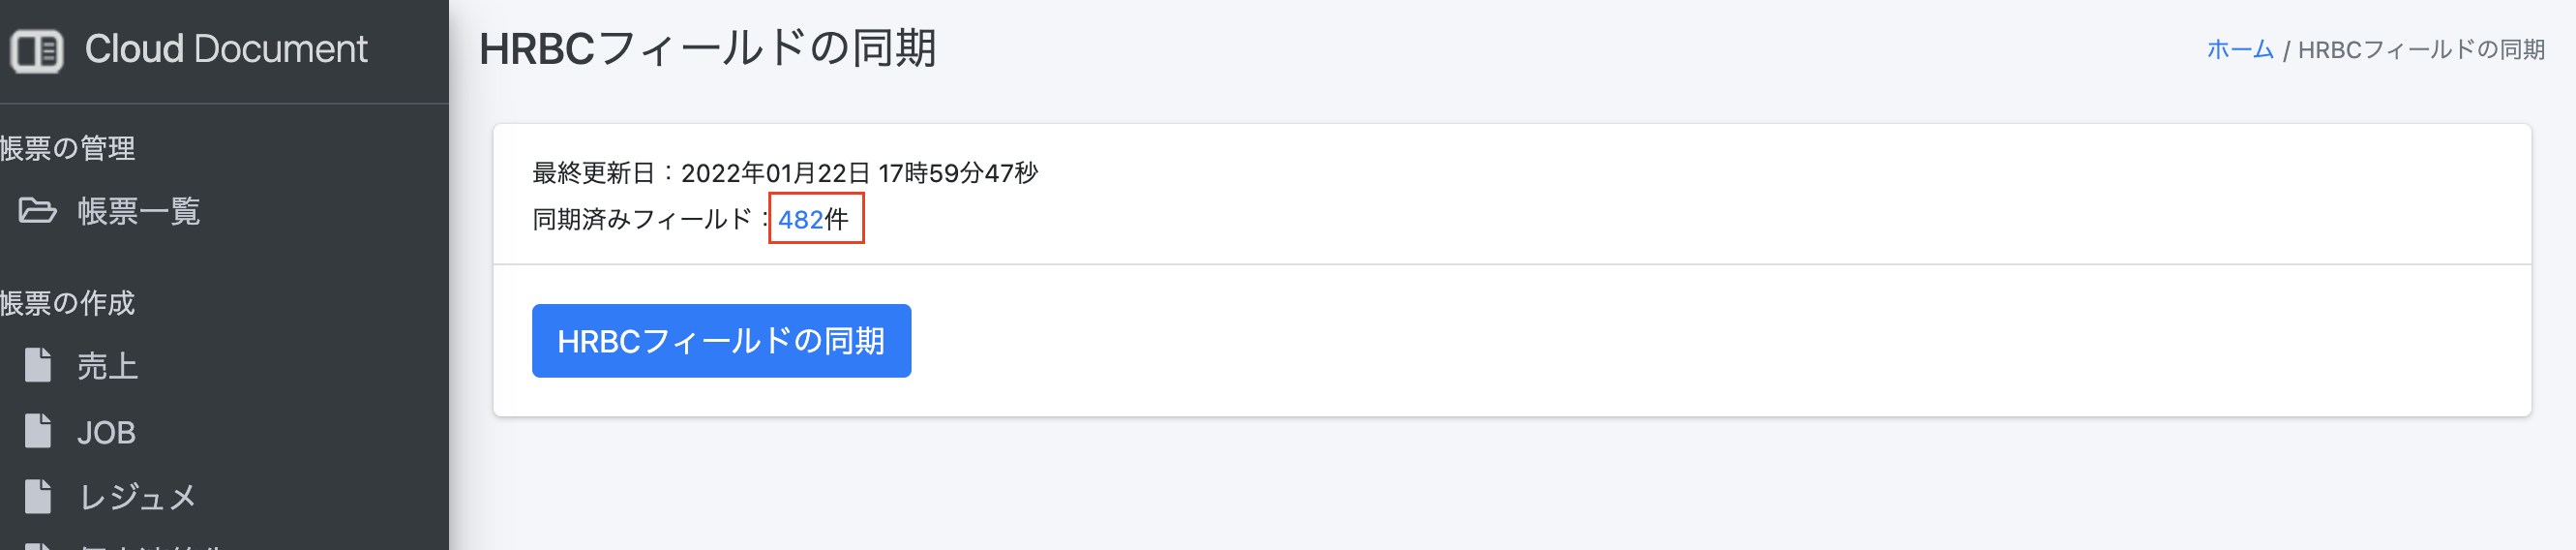 Cloud Document
帳票の管理
帳票一覧
帳票の作成
売上
JOB
レジュメ
HRBCフィールドの同期
ホーム / HRBCフィールドの同期
最終更新日：2022年01月22日 17時59分47秒
同期済みフィールド：482件
HRBCフィールドの同期